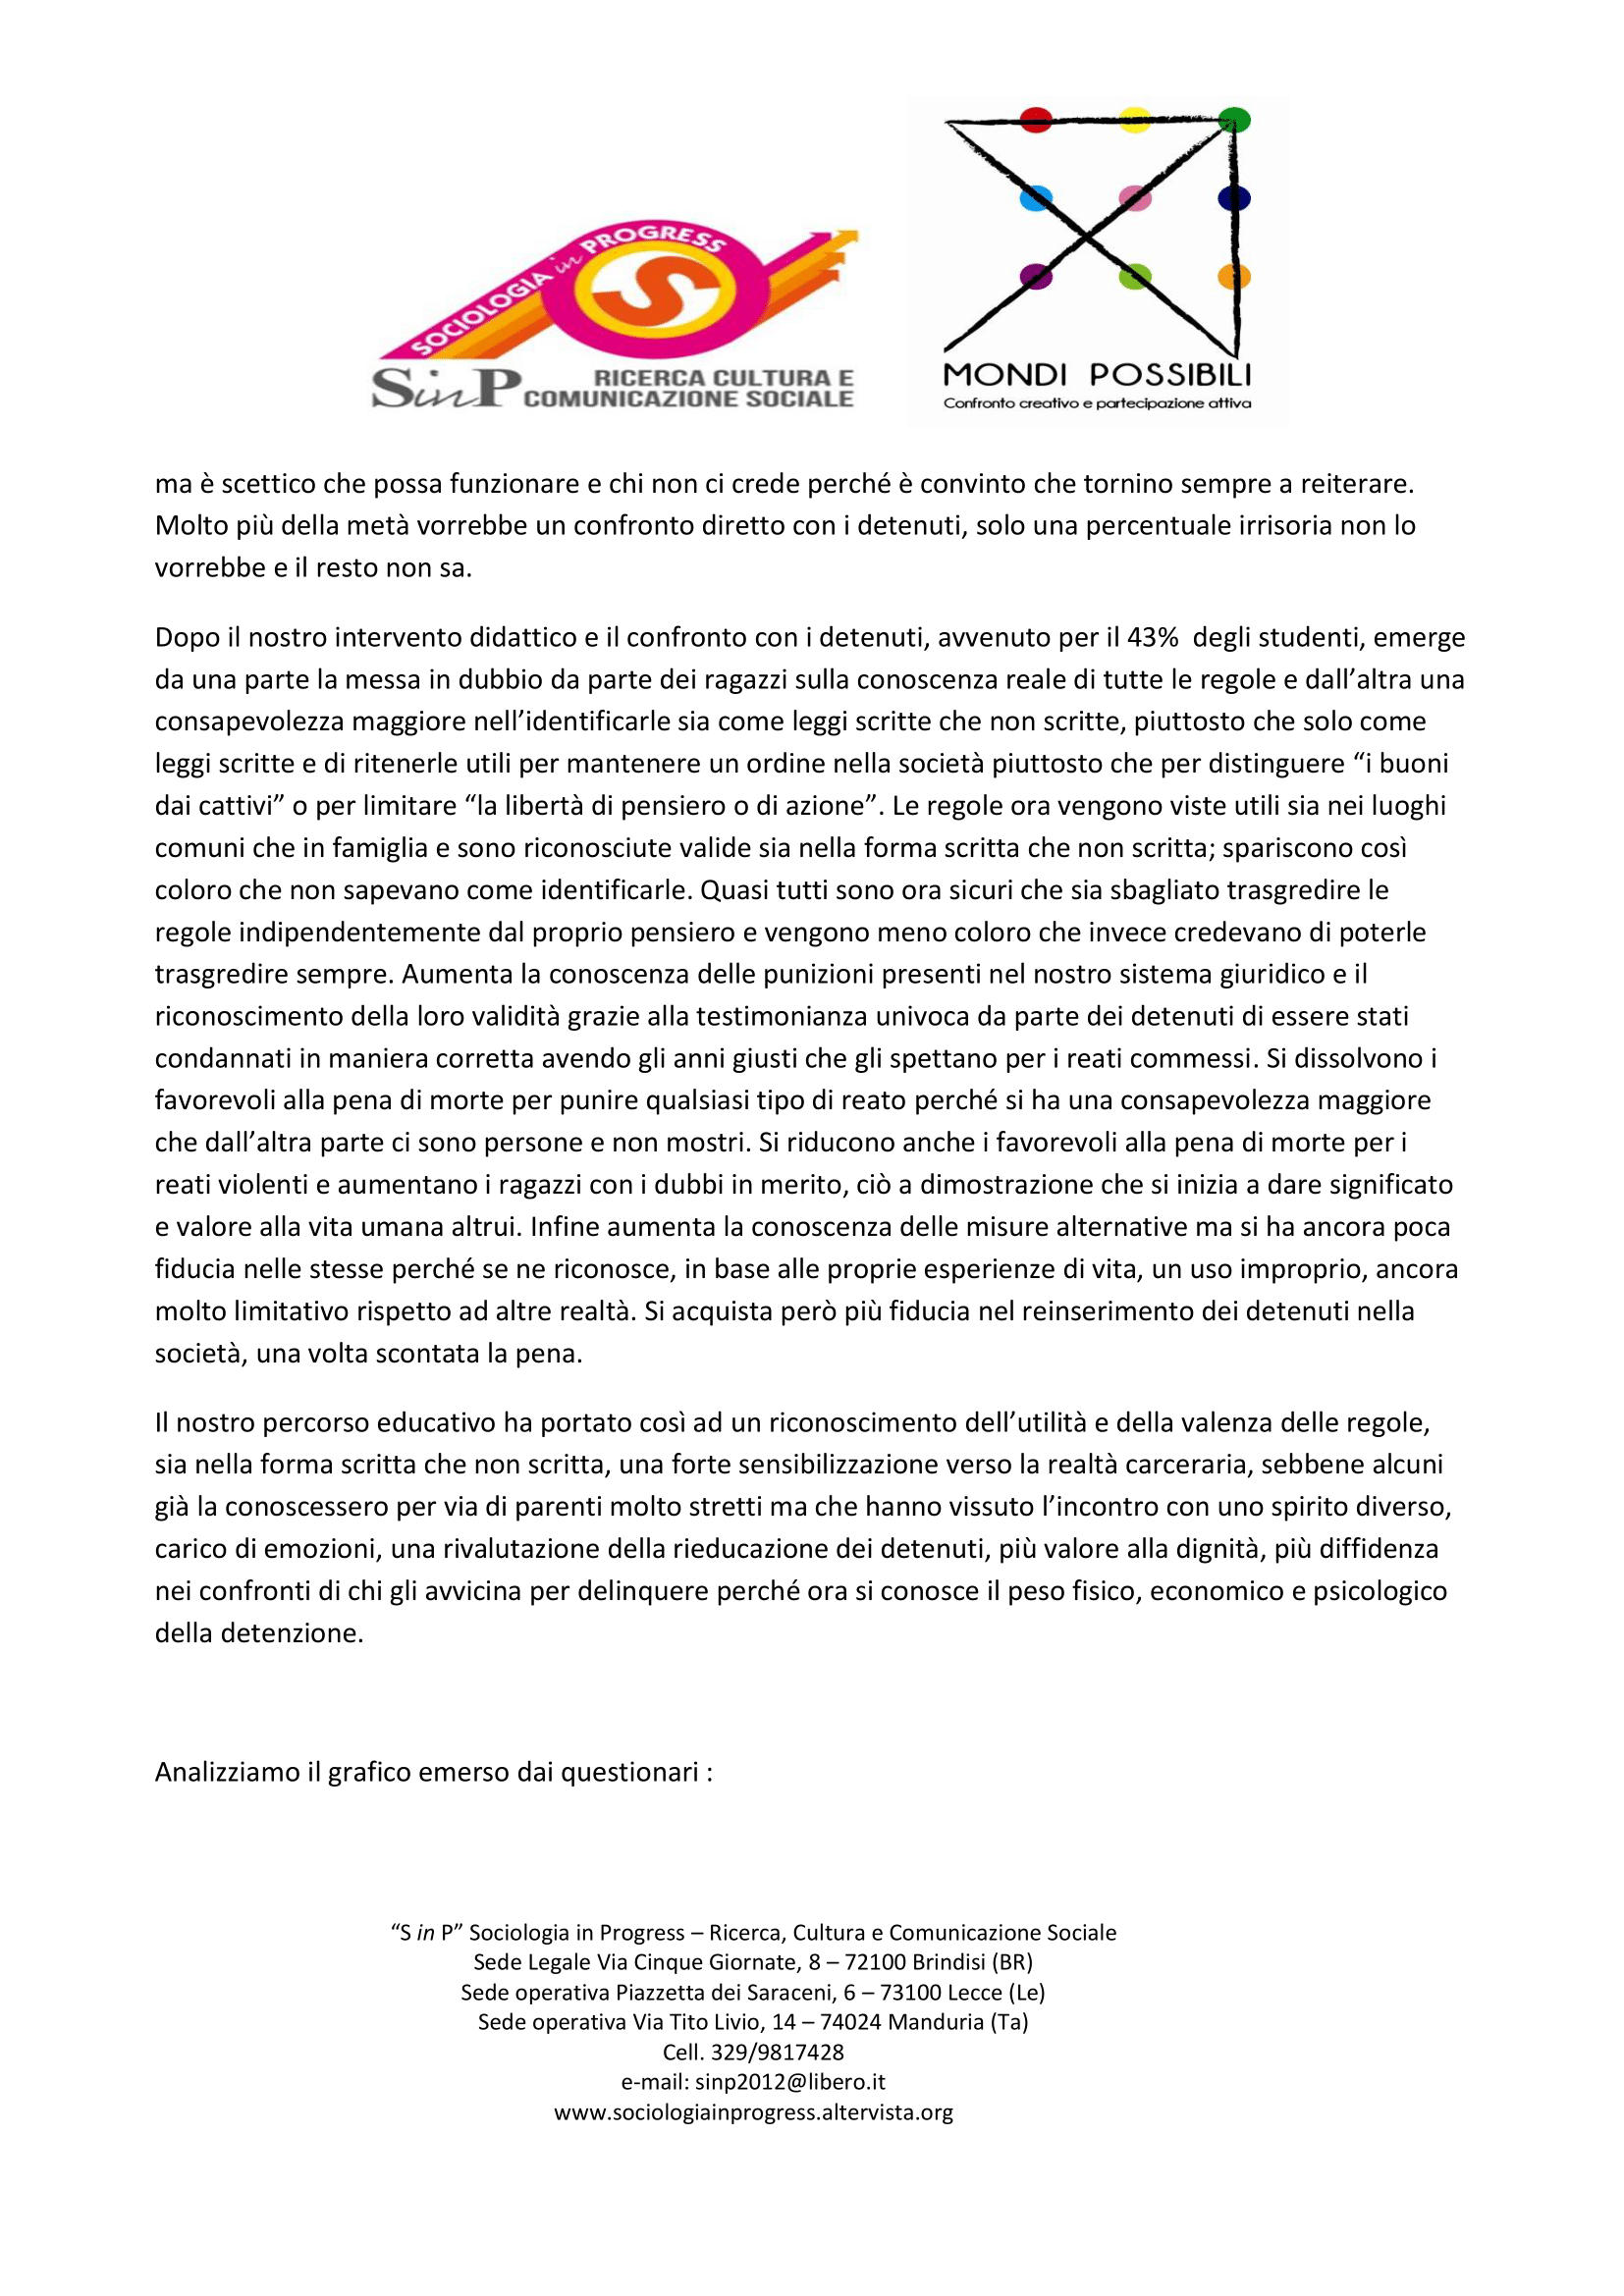 SOCIOLOGIA in PROGRESS
S
SinP RICERCA CULTURA E
COMUNICAZIONE SOCIALE
MONDI POSSIBILI
Confronto creativo e partecipazione attiva
ma è scettico che possa funzionare e chi non ci crede perché è convinto che tornino sempre a reiterare.
Molto più della metà vorrebbe un confronto diretto con i detenuti, solo una percentuale irrisoria non lo
vorrebbe e il resto non sa.
Dopo il nostro intervento didattico e il confronto con i detenuti, avvenuto per il 43%  degli studenti, emerge
da una parte la messa in dubbio da parte dei ragazzi sulla conoscenza reale di tutte le regole e dall’altra una
consapevolezza maggiore nell’identificarle sia come leggi scritte che non scritte, piuttosto che solo come
leggi scritte e di ritenerle utili per mantenere un ordine nella società piuttosto che per distinguere “i buoni
dai cattivi” o per limitare “la libertà di pensiero o di azione”. Le regole ora vengono viste utili sia nei luoghi
comuni che in famiglia e sono riconosciute valide sia nella forma scritta che non scritta; spariscono così
coloro che non sapevano come identificarle. Quasi tutti sono ora sicuri che sia sbagliato trasgredire le
regole indipendentemente dal proprio pensiero e vengono meno coloro che invece credevano di poterle
trasgredire sempre. Aumenta la conoscenza delle punizioni presenti nel nostro sistema giuridico e il
riconoscimento della loro validità grazie alla testimonianza univoca da parte dei detenuti di essere stati
condannati in maniera corretta avendo gli anni giusti che gli spettano per i reati commessi. Si dissolvono i
favorevoli alla pena di morte per punire qualsiasi tipo di reato perché si ha una consapevolezza maggiore
che dall’altra parte ci sono persone e non mostri. Si riducono anche i favorevoli alla pena di morte per i
reati violenti e aumentano i ragazzi con i dubbi in merito, ciò a dimostrazione che si inizia a dare significato
e valore alla vita umana altrui. Infine aumenta la conoscenza delle misure alternative ma si ha ancora poca
fiducia nelle stesse perché se ne riconosce, in base alle proprie esperienze di vita, un uso improprio, ancora
molto limitativo rispetto ad altre realtà. Si acquista però più fiducia nel reinserimento dei detenuti nella
società, una volta scontata la pena.
Il nostro percorso educativo ha portato così ad un riconoscimento dell’utilità e della valenza delle regole,
sia nella forma scritta che non scritta, una forte sensibilizzazione verso la realtà carceraria, sebbene alcuni
già la conoscessero per via di parenti molto stretti ma che hanno vissuto l’incontro con uno spirito diverso,
carico di emozioni, una rivalutazione della rieducazione dei detenuti, più valore alla dignità, più diffidenza
nei confronti di chi gli avvicina per delinquere perché ora si conosce il peso fisico, economico e psicologico
della detenzione.
Analizziamo il grafico emerso dai questionari :
“S in P” Sociologia in Progress – Ricerca, Cultura e Comunicazione Sociale
Sede Legale Via Cinque Giornate, 8 – 72100 Brindisi (BR)
Sede operativa Piazzetta dei Saraceni, 6 – 73100 Lecce (Le)
Sede operativa Via Tito Livio, 14 – 74024 Manduria (Ta)
Cell. 329/9817428
e-mail: sinp2012@libero.it
www.sociologiainprogress.altervista.org